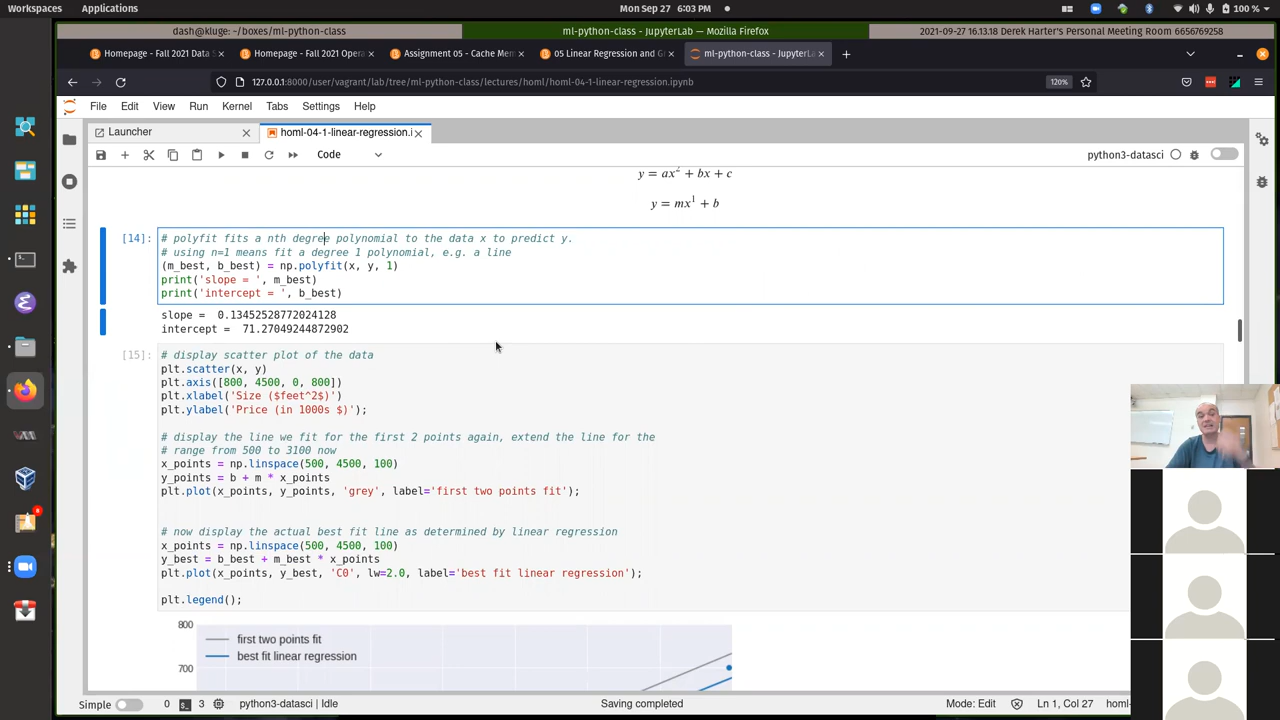 Workspaces Applications Mon Sep 27 6:03 PM 100 %
dash@kluge: ~/boxes/ml-python-class ml-python-class - JupyterLab — Mozilla Firefox 2021-09-27 16.13.18 Derek Harter's Personal Meeting Room 6656769258
Homepage - Fall 2021 Data S Homepage - Fall 2021 Opera Assignment 05 - Cache Mem 05 Linear Regression and Gr ml-python-class - JupyterLa
127.0.0.1:8000/user/vagrant/lab/tree/ml-python-class/lectures/homl/homl-04-1-linear-regression.ipynb 120%
File Edit View Run Kernel Tabs Settings Help
Launcher homl-04-1-linear-regression.i
Code python3-datasci
y = ax² + bx + c
y = mx¹ + b
[14]: # polyfit fits a nth degree polynomial to the data x to predict y.
# using n=1 means fit a degree 1 polynomial, e.g. a line
(m_best, b_best) = np.polyfit(x, y, 1)
print('slope = ', m_best)
print('intercept = ', b_best)
slope =  0.13452528772024128
intercept =  71.27049244872902
[15]: # display scatter plot of the data
plt.scatter(x, y)
plt.axis([800, 4500, 0, 800])
plt.xlabel('Size ($feet^2$)')
plt.ylabel('Price (in 1000s $)');
# display the line we fit for the first 2 points again, extend the line for the
# range from 500 to 3100 now
x_points = np.linspace(500, 4500, 100)
y_points = b + m * x_points
plt.plot(x_points, y_points, 'grey', label='first two points fit');
# now display the actual best fit line as determined by linear regression
x_points = np.linspace(500, 4500, 100)
y_best = b_best + m_best * x_points
plt.plot(x_points, y_best, 'C0', lw=2.0, label='best fit linear regression');
plt.legend();
800
first two points fit
best fit linear regression
700
Simple 0 3 python3-datasci | Idle Saving completed Mode: Edit Ln 1, Col 27 homl-